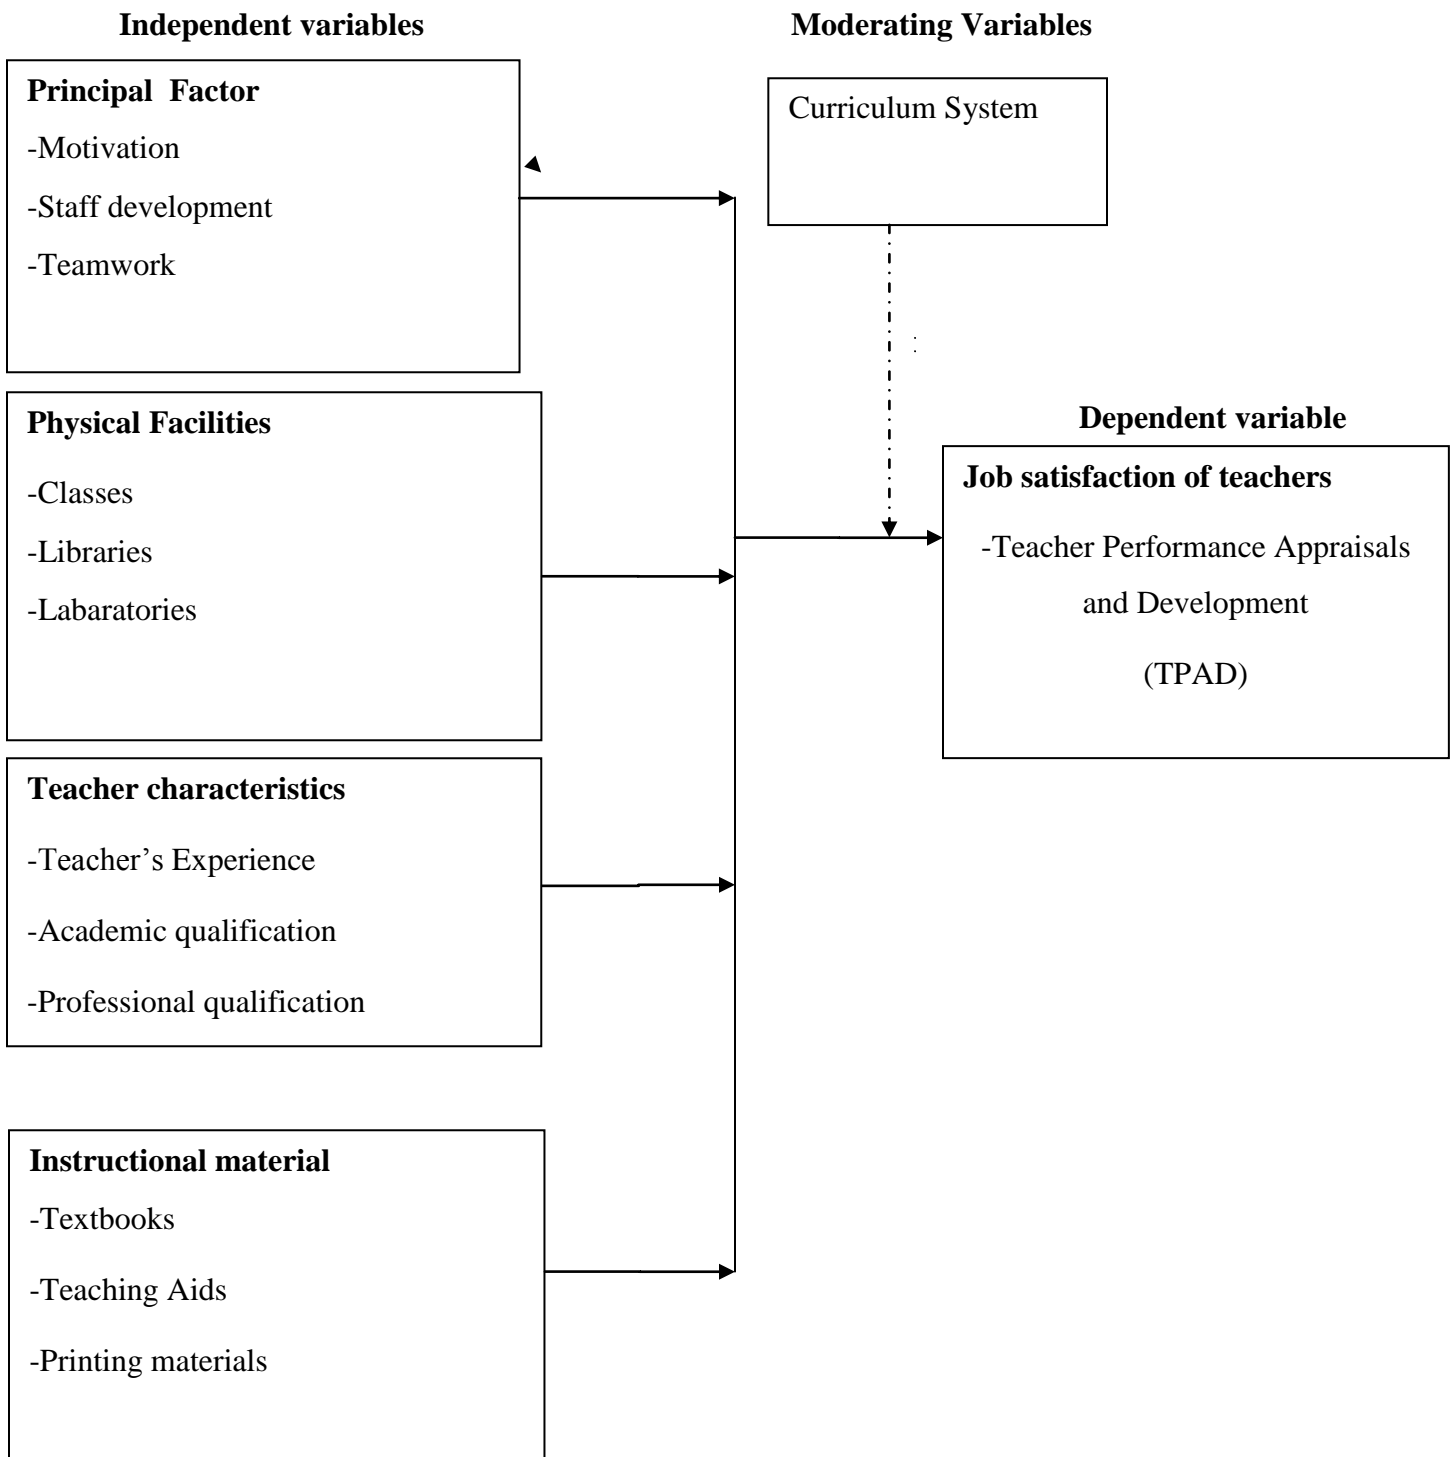 Independent variables
Moderating Variables
Principal Factor
-Motivation
-Staff development
-Teamwork
Curriculum System
Physical Facilities
-Classes
-Libraries
-Labaratories
Dependent variable
Job satisfaction of teachers
-Teacher Performance Appraisals
and Development
(TPAD)
Teacher characteristics
-Teacher’s Experience
-Academic qualification
-Professional qualification
Instructional material
-Textbooks
-Teaching Aids
-Printing materials